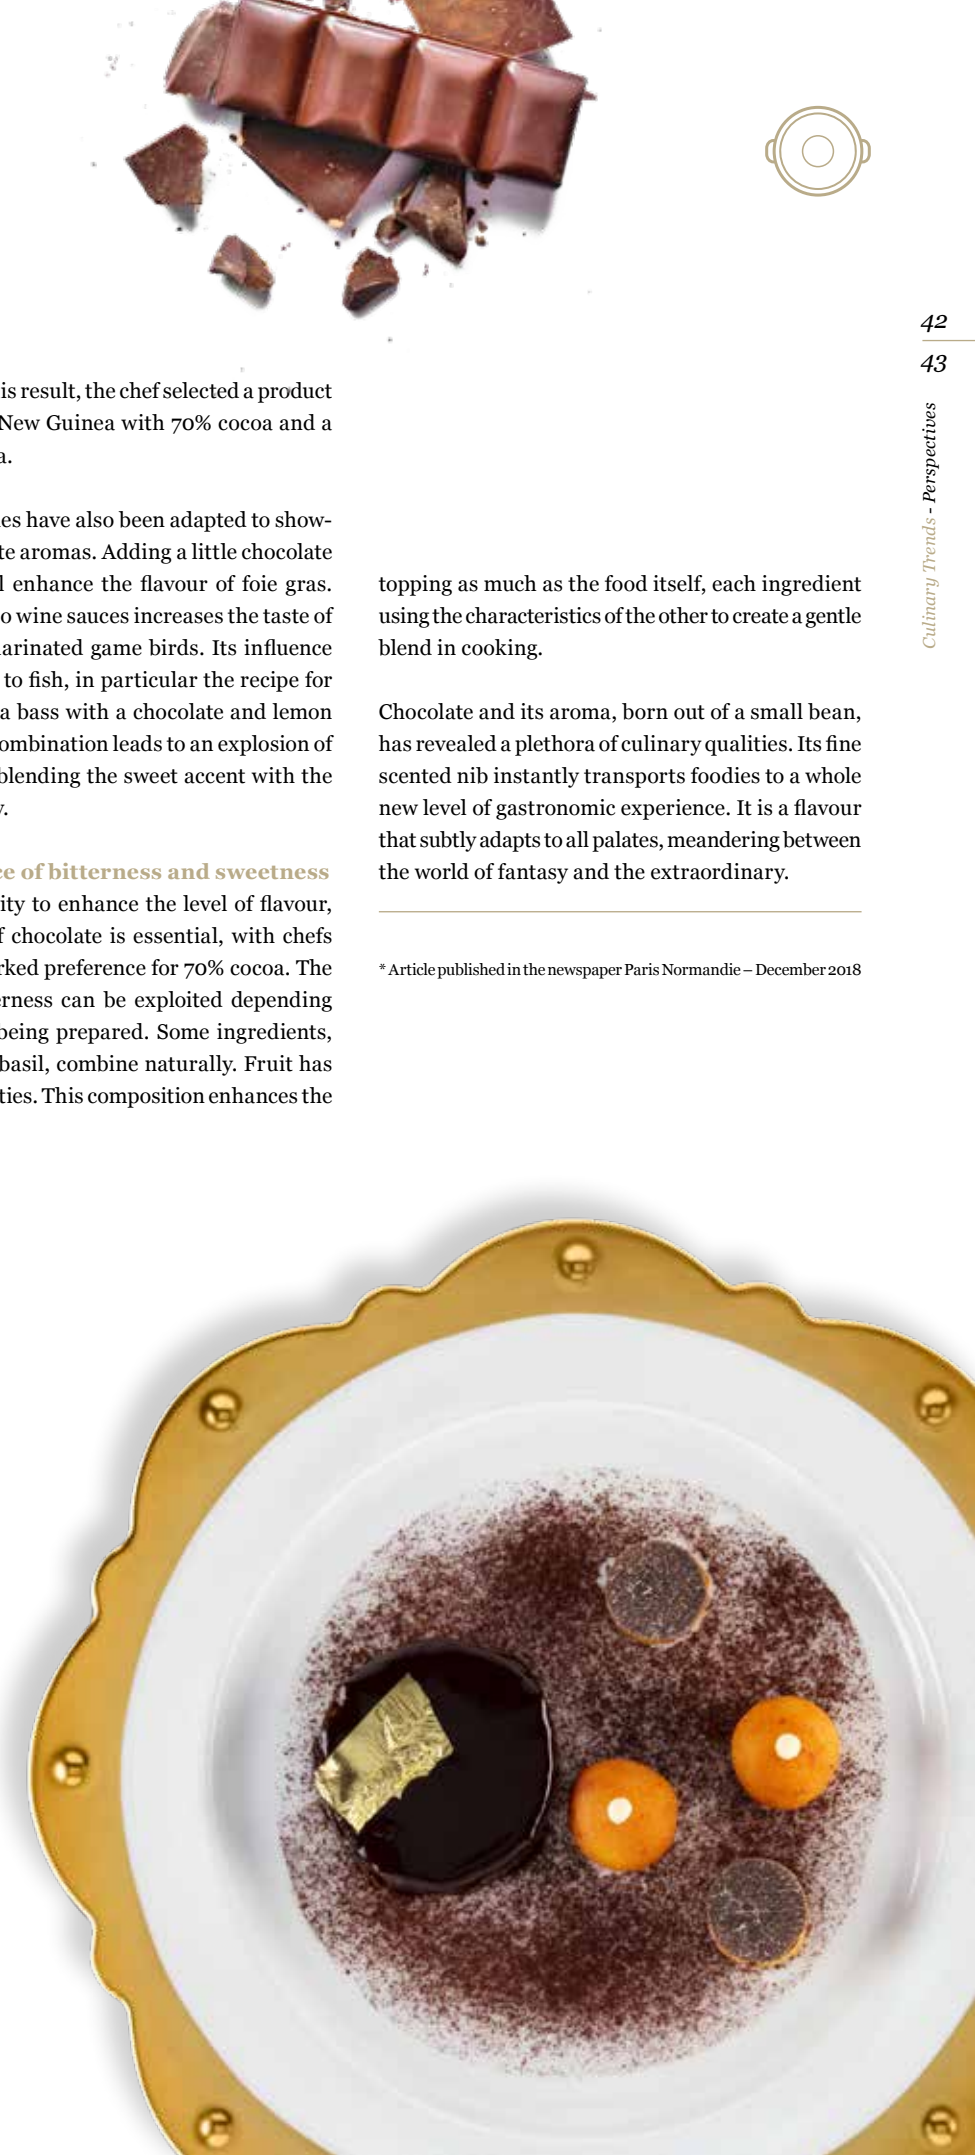 is result, the chef selected a product
New Guinea with 70% cocoa and a
a.
es have also been adapted to show-
te aromas. Adding a little chocolate
l enhance the flavour of foie gras.
o wine sauces increases the taste of
arinated game birds. Its influence
to fish, in particular the recipe for
a bass with a chocolate and lemon
ombination leads to an explosion of
blending the sweet accent with the
y.
ce of bitterness and sweetness
ity to enhance the level of flavour,
f chocolate is essential, with chefs
rked preference for 70% cocoa. The
erness can be exploited depending
being prepared. Some ingredients,
basil, combine naturally. Fruit has
ties. This composition enhances the
topping as much as the food itself, each ingredient
using the characteristics of the other to create a gentle
blend in cooking.
Chocolate and its aroma, born out of a small bean,
has revealed a plethora of culinary qualities. Its fine
scented nib instantly transports foodies to a whole
new level of gastronomic experience. It is a flavour
that subtly adapts to all palates, meandering between
the world of fantasy and the extraordinary.
* Article published in the newspaper Paris Normandie – December 2018
42
43
Culinary Trends - Perspectives